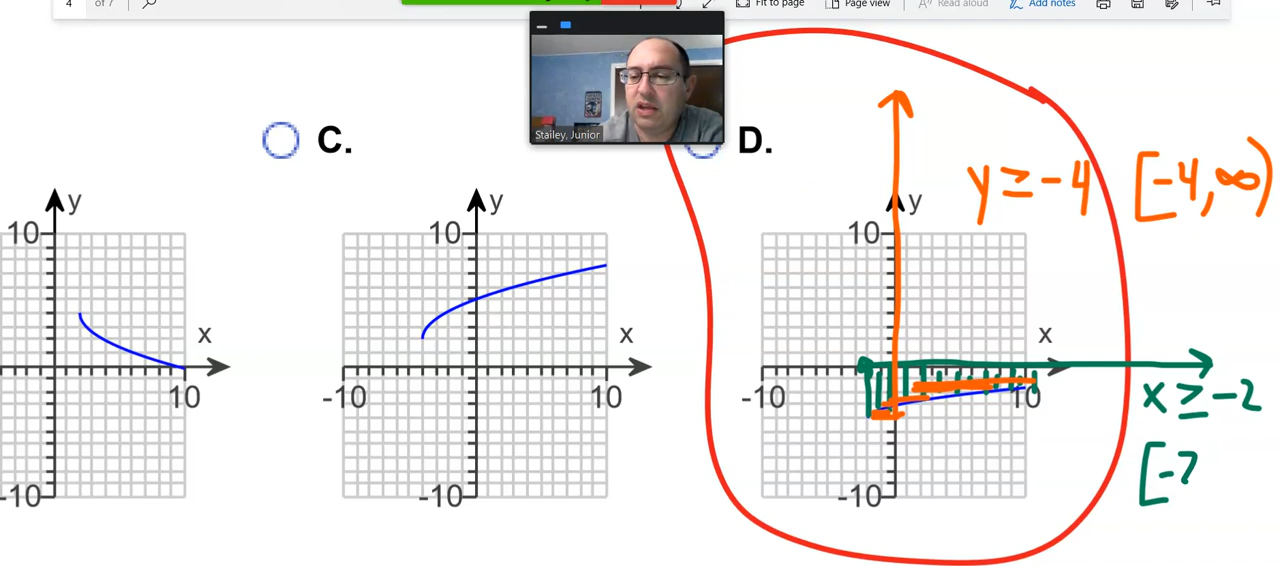 4 of 7 Fit to page Page view Read aloud Add notes
Stailey, Junior
C.
D.
y ≥ -4 [-4, ∞)
y
y
y
10
10
10
x
x
x
10
-10
10
-10
10
x ≥ -2
[-2
-10
-10
-10